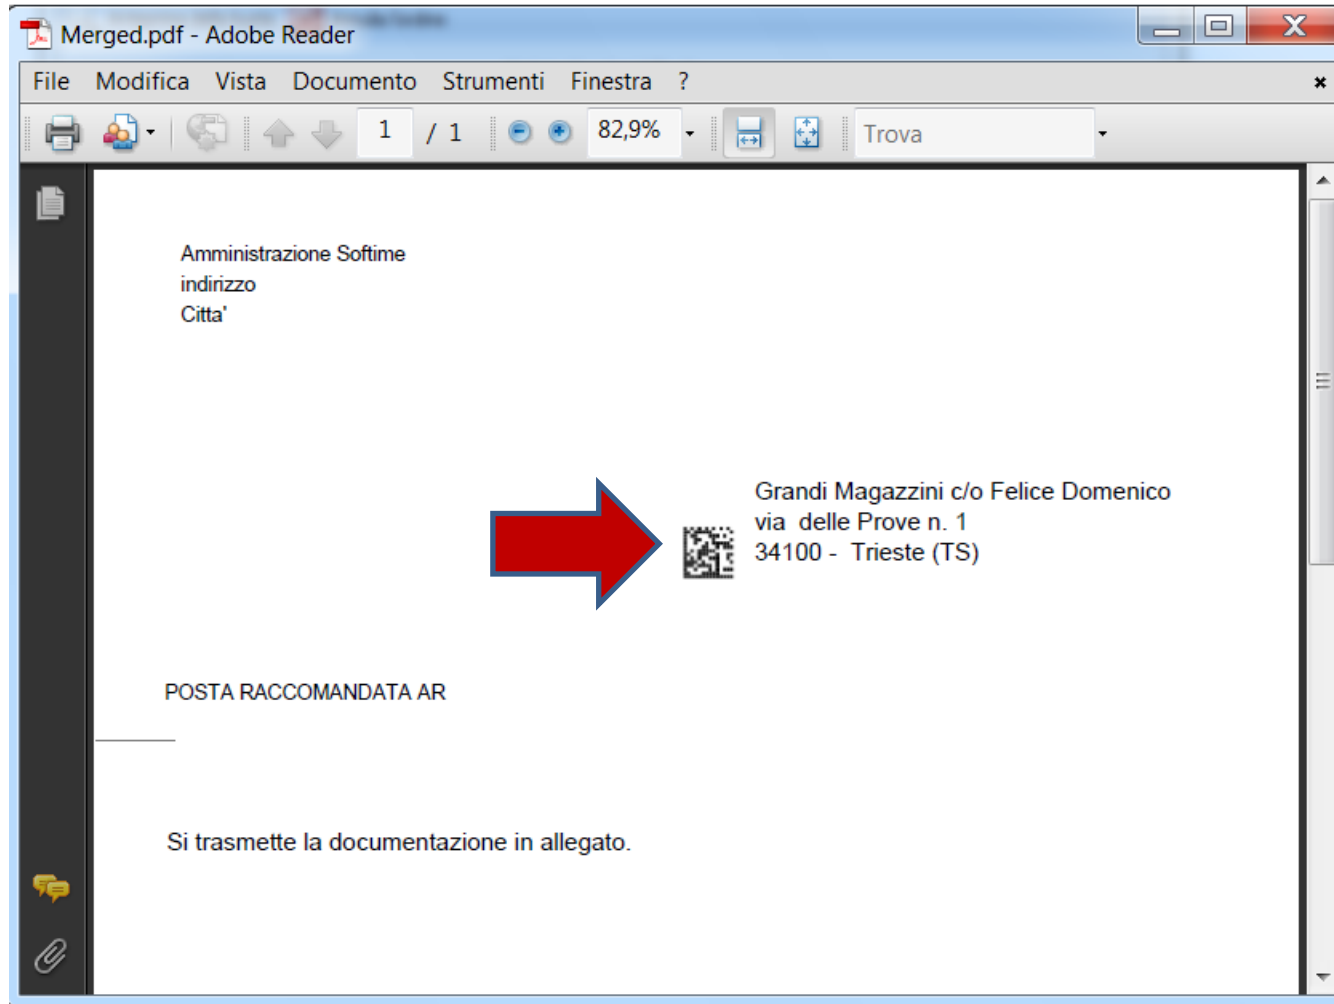 Merged.pdf - Adobe Reader
File Modifica Vista Documento Strumenti Finestra ?
1 / 1 82,9% Trova
Amministrazione Softime
indirizzo
Citta'
Grandi Magazzini c/o Felice Domenico
via delle Prove n. 1
34100 - Trieste (TS)
POSTA RACCOMANDATA AR
Si trasmette la documentazione in allegato.